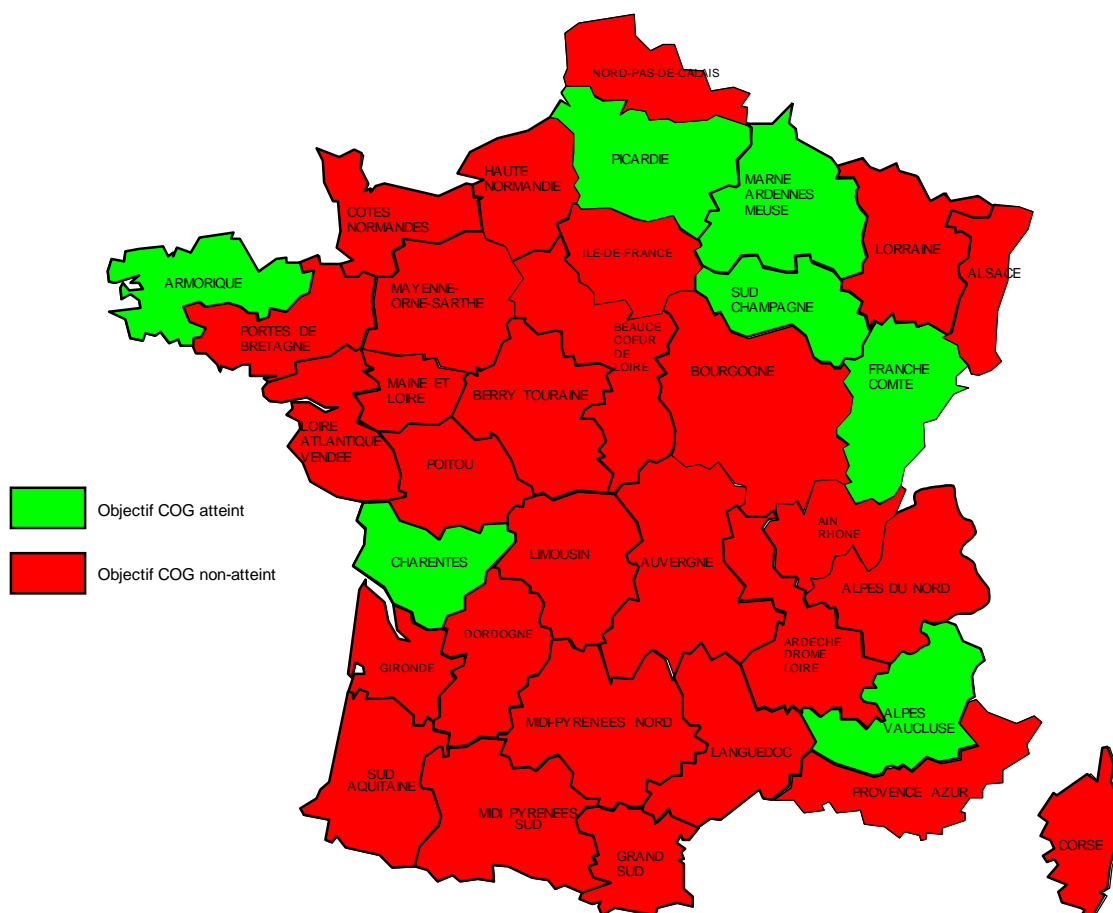 NORD-PAS-DE-CALAIS
PICARDIE
HAUTE
NORMANDIE
MARNE
ARDENNES
MEUSE
COTES
NORMANDES
ILE-DE-FRANCE
LORRAINE
ALSACE
ARMORIQUE
MAYENNE-
ORNE-SARTHE
SUD
CHAMPAGNE
PORTES DE
BRETAGNE
BEAUCE
COEUR
DE
LOIRE
BOURGOGNE
FRANCHE
COMTE
MAINE ET
LOIRE
BERRY TOURAINE
LOIRE
ATLANTIQUE
VENDEE
POITOU
Objectif COG atteint
Objectif COG non-atteint
CHARENTES
LIMOUSIN
AUVERGNE
AIN
RHONE
ALPES DU NORD
DORDOGNE
GIRONDE
ARDECHE
DROME
LOIRE
MIDI-PYRENEES NORD
ALPES
VAUCLUSE
LANGUEDOC
SUD
AQUITAINE
MIDI PYRENEES
SUD
PROVENCE AZUR
GRAND
SUD
CORSE